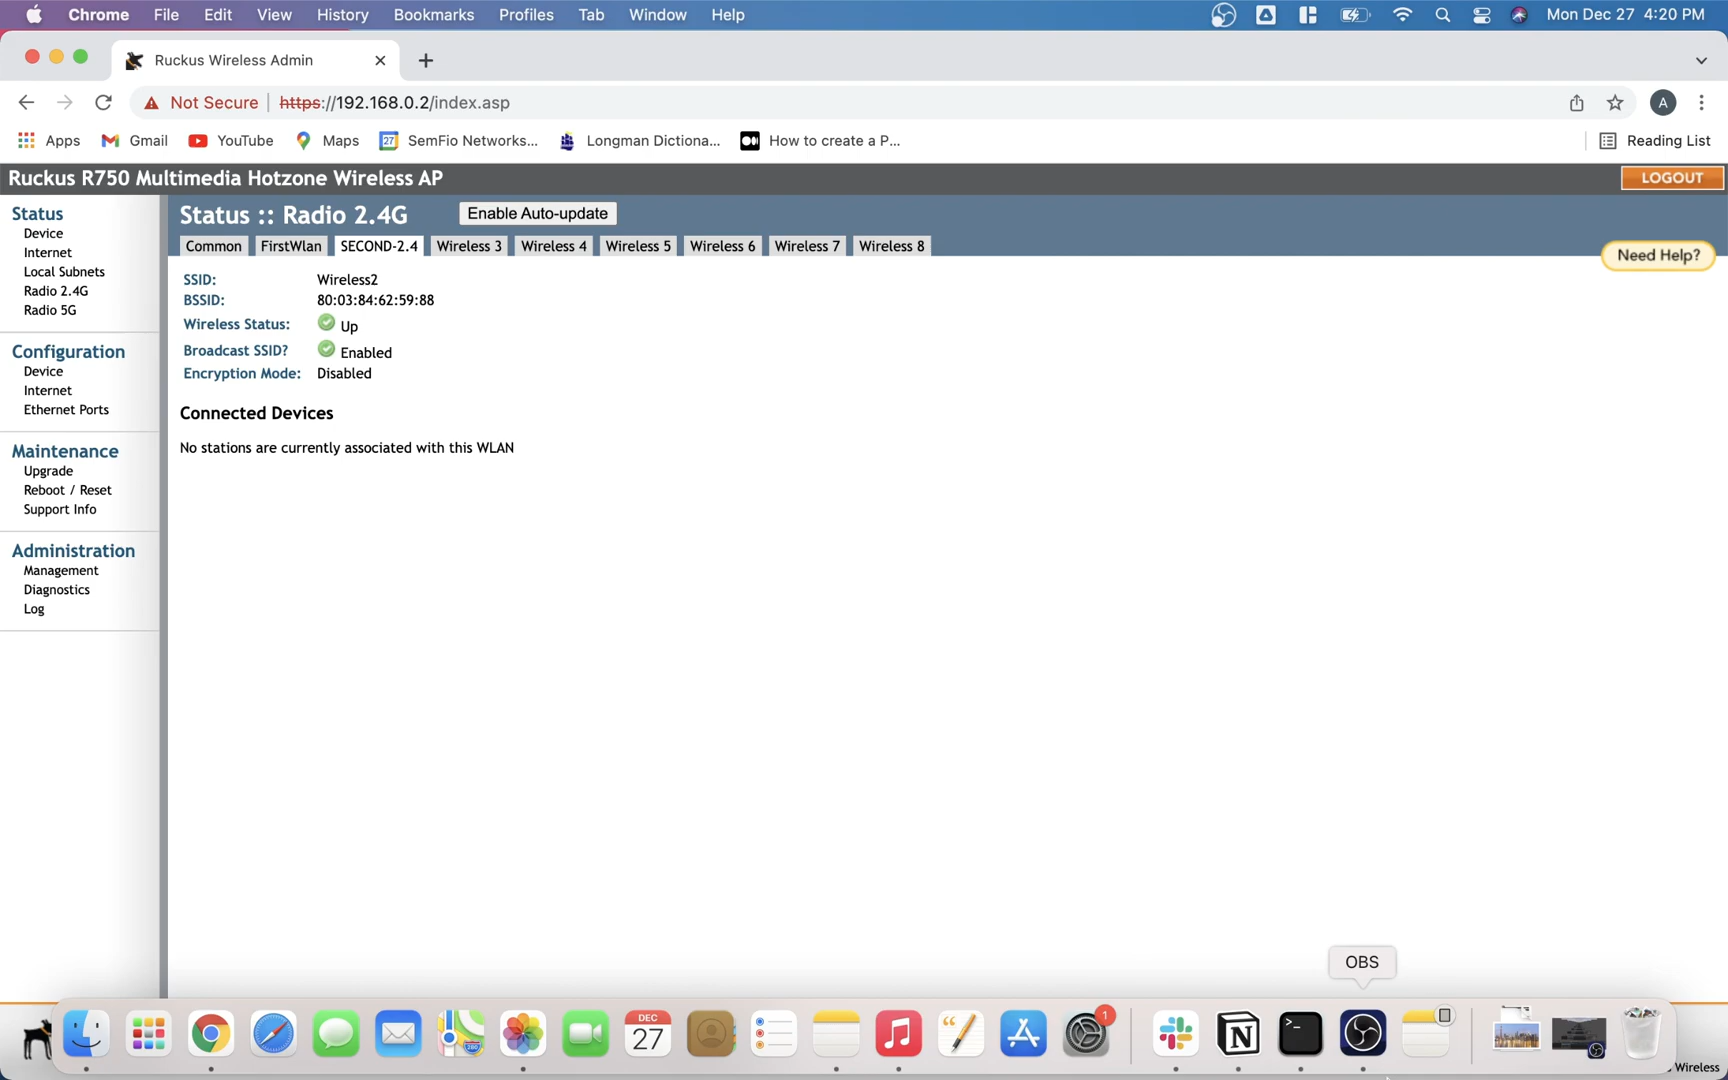 Chrome File Edit View History Bookmarks Profiles Tab Window Help Mon Dec 27 4:20 PM
Ruckus Wireless Admin
Not Secure https://192.168.0.2/index.asp A
Apps Gmail YouTube Maps 27 SemFio Networks... Longman Dictiona... How to create a P... Reading List
Ruckus R750 Multimedia Hotzone Wireless AP LOGOUT
Status
Device
Internet
Local Subnets
Radio 2.4G
Radio 5G
Configuration
Device
Internet
Ethernet Ports
Maintenance
Upgrade
Reboot / Reset
Support Info
Administration
Management
Diagnostics
Log
Status :: Radio 2.4G Enable Auto-update
Common FirstWlan SECOND-2.4 Wireless 3 Wireless 4 Wireless 5 Wireless 6 Wireless 7 Wireless 8
Need Help?
SSID: Wireless2
BSSID: 80:03:84:62:59:88
Wireless Status: Up
Broadcast SSID? Enabled
Encryption Mode: Disabled
Connected Devices
No stations are currently associated with this WLAN
OBS
DEC
27
1
Wireless